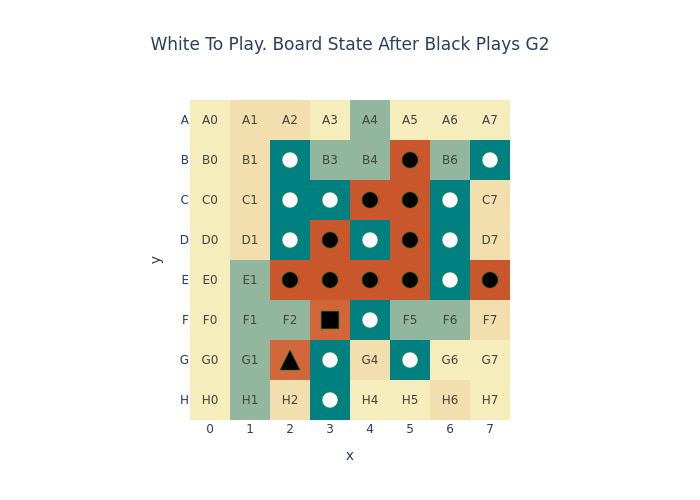 White To Play. Board State After Black Plays G2
A A0 A1 A2 A3 A4 A5 A6 A7
B B0 B1 B3 B4 B6
C C0 C1 C7
D D0 D1 D7
y
E E0 E1
F F0 F1 F2 F5 F6 F7
G G0 G1 G4 G6 G7
H H0 H1 H2 H4 H5 H6 H7
0 1 2 3 4 5 6 7
x